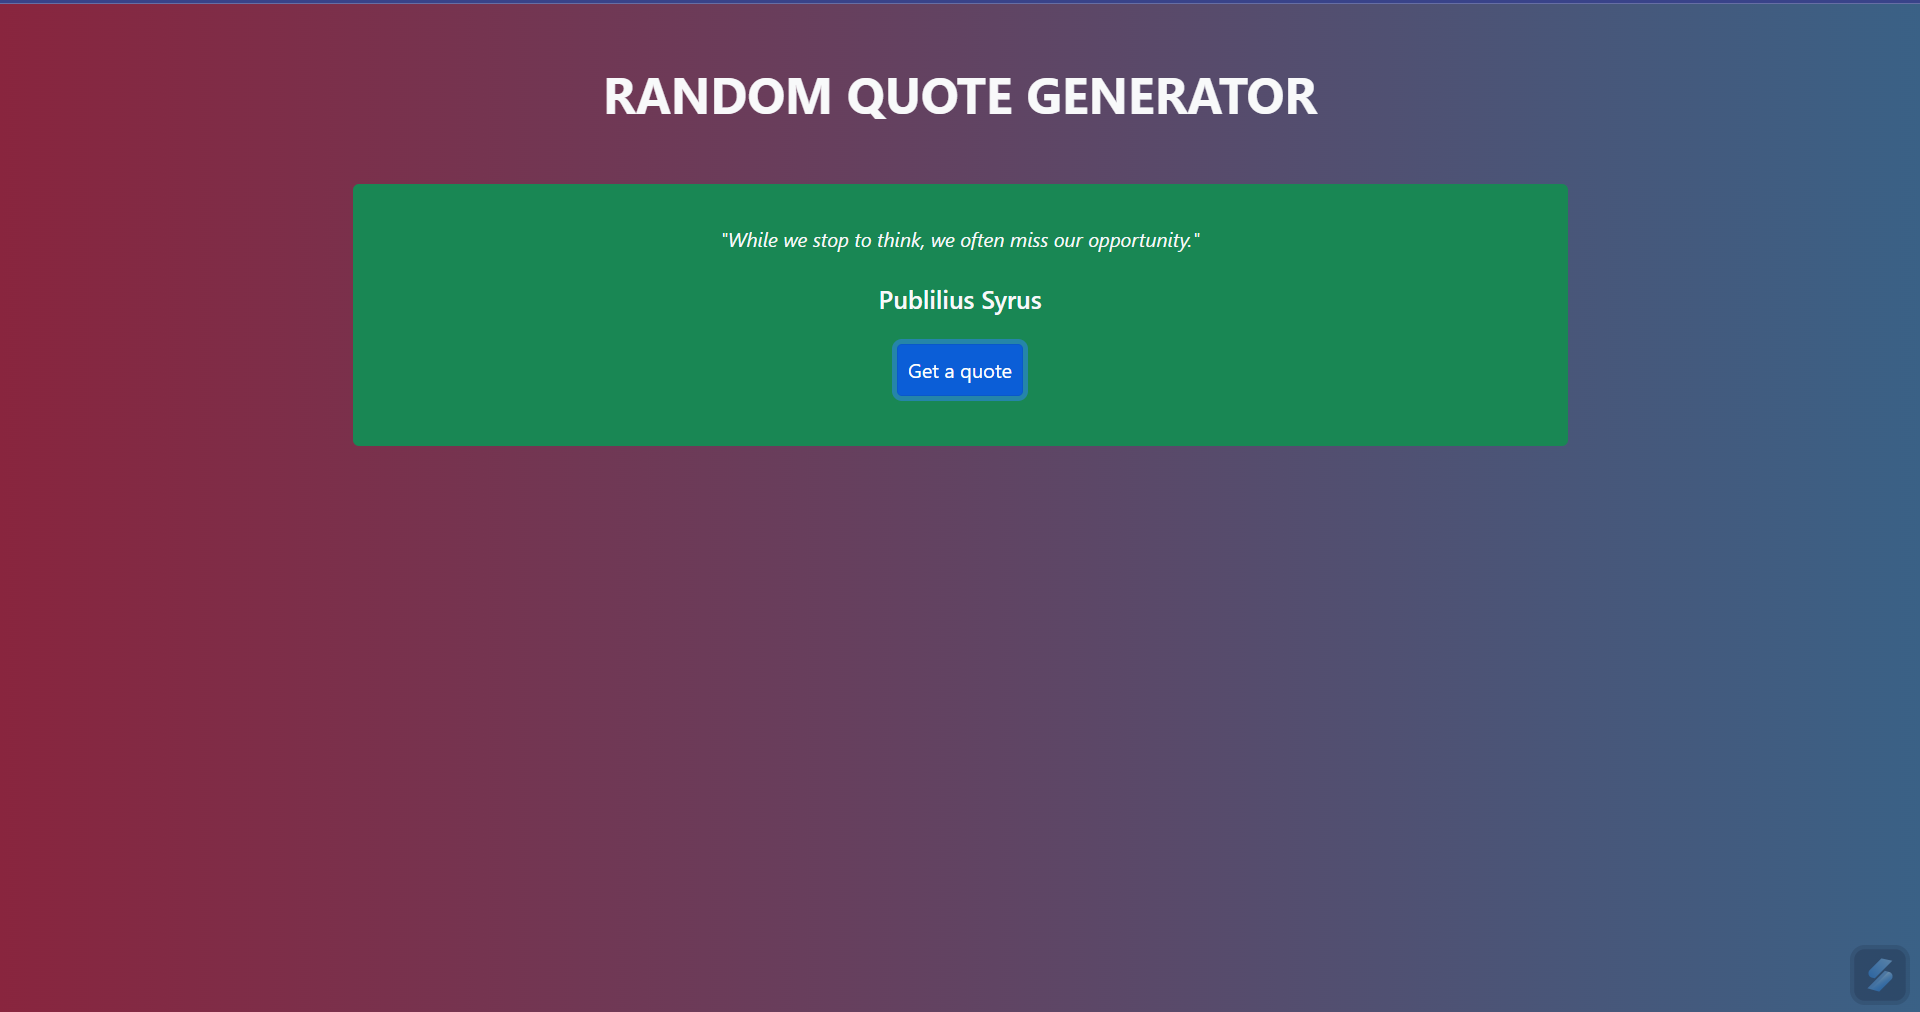 RANDOM QUOTE GENERATOR
"While we stop to think, we often miss our opportunity."
Publilius Syrus
Get a quote